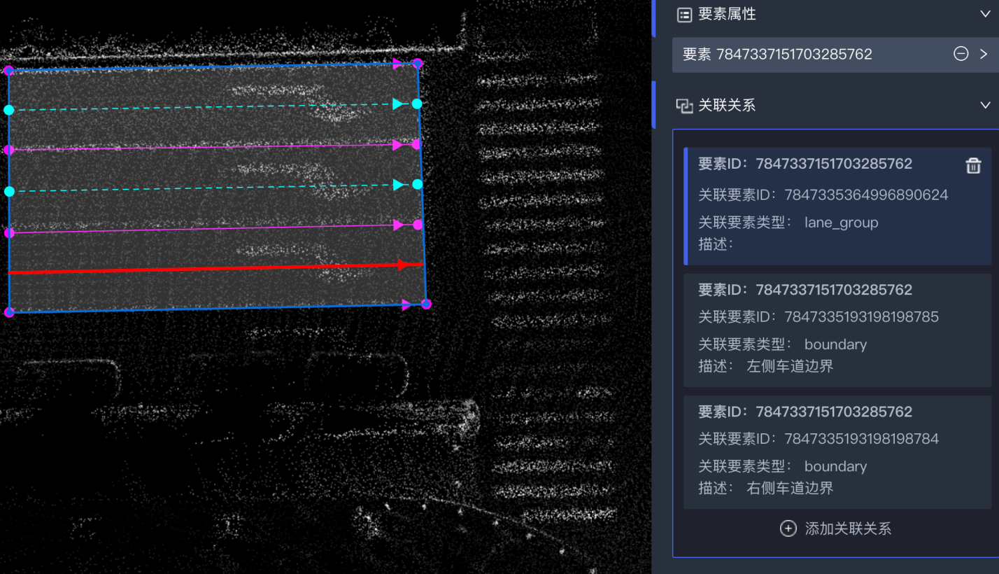 要素属性
要素 7847337151703285762
关联关系
要素ID：7847337151703285762
关联要素ID：7847335364996890624
关联要素类型： lane_group
描述：
要素ID：7847337151703285762
关联要素ID：7847335193198198785
关联要素类型： boundary
描述： 左侧车道边界
要素ID：7847337151703285762
关联要素ID：7847335193198198784
关联要素类型： boundary
描述： 右侧车道边界
添加关联关系